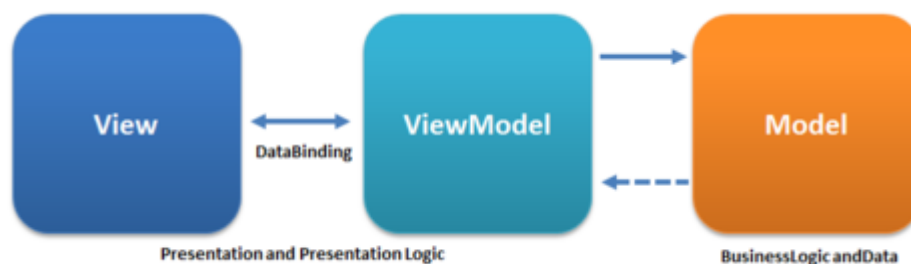 View
ViewModel
Model
DataBinding
Presentation and Presentation Logic
BusinessLogic andData